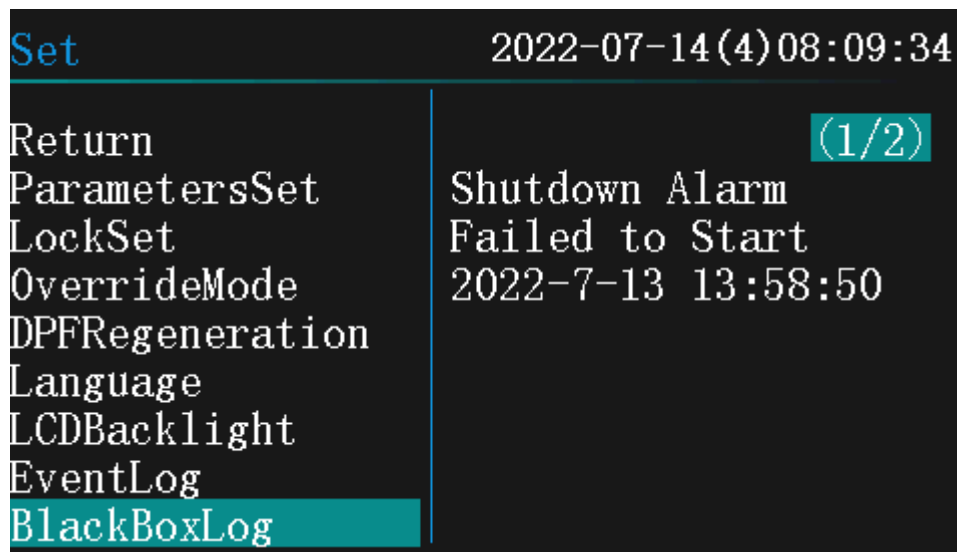 Set
2022-07-14(4)08:09:34
Return
ParametersSet
LockSet
OverrideMode
DPFRegeneration
Language
LCDBacklight
EventLog
BlackBoxLog
(1/2)
Shutdown Alarm
Failed to Start
2022-7-13 13:58:50